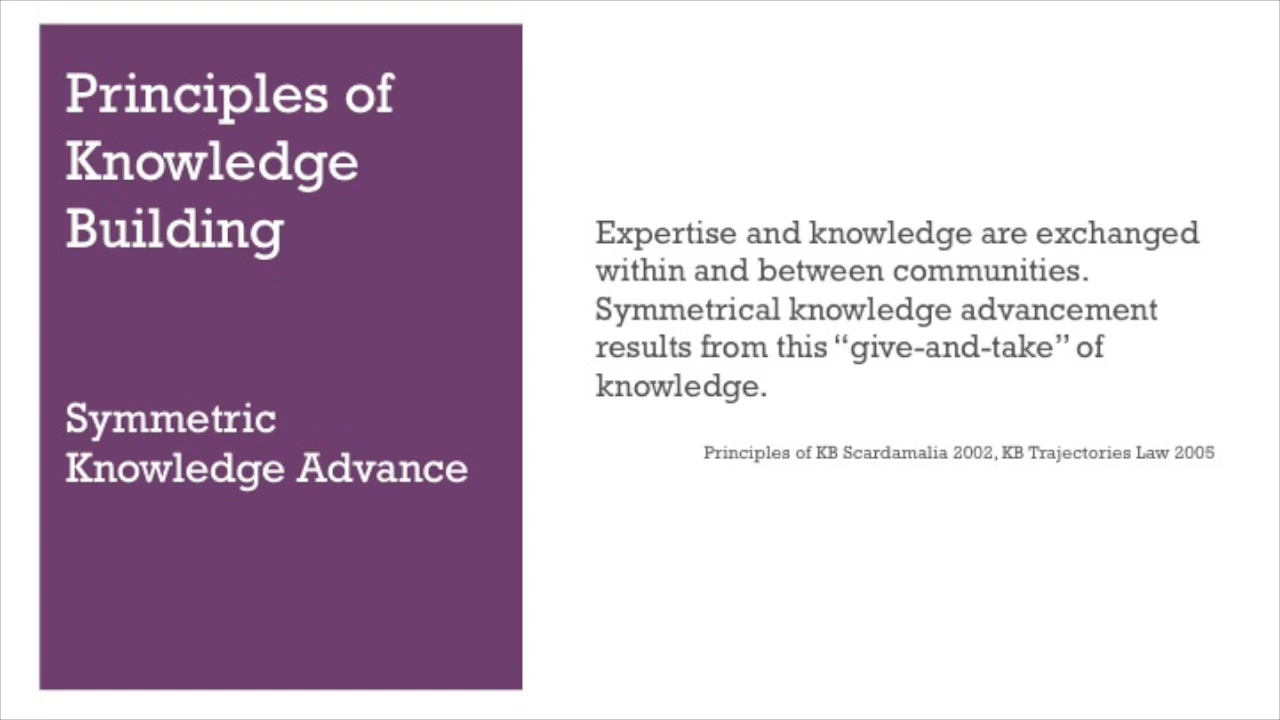 Principles of
Knowledge
Building
Symmetric
Knowledge Advance
Expertise and knowledge are exchanged
within and between communities.
Symmetrical knowledge advancement
results from this “give-and-take” of
knowledge.
Principles of KB Scardamalia 2002, KB Trajectories Law 2005